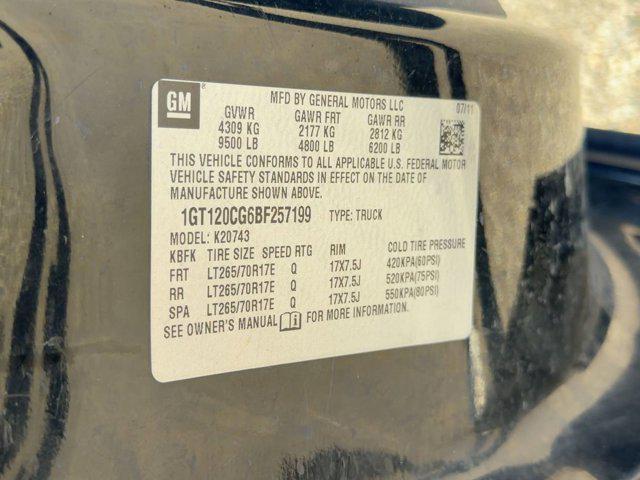 GM
MFD BY GENERAL MOTORS LLC 07/11
GVWR GAWR FRT GAWR RR
4309 KG 2177 KG 2812 KG
9500 LB 4800 LB 6200 LB
THIS VEHICLE CONFORMS TO ALL APPLICABLE U.S. FEDERAL MOTOR
VEHICLE SAFETY STANDARDS IN EFFECT ON THE DATE OF
MANUFACTURE SHOWN ABOVE.
1GT120CG6BF257199 TYPE: TRUCK
MODEL: K20743
KBFK TIRE SIZE SPEED RTG RIM COLD TIRE PRESSURE
FRT LT265/70R17E Q 17X7.5J 420KPA(60PSI)
RR LT265/70R17E Q 17X7.5J 520KPA(75PSI)
SPA LT265/70R17E Q 17X7.5J 550KPA(80PSI)
SEE OWNER'S MANUAL FOR MORE INFORMATION.